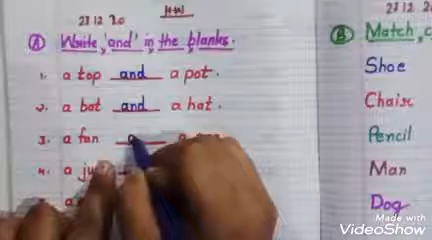 23 12 20
H.W
(A) Write 'and' in the blanks.
1. a top and a pot.
2. a bat and a hat.
3. a fan
4. a ju
23 12
(B) Match
Shoe
Chair
Pencil
Man
Dog
Made with
VideoShow